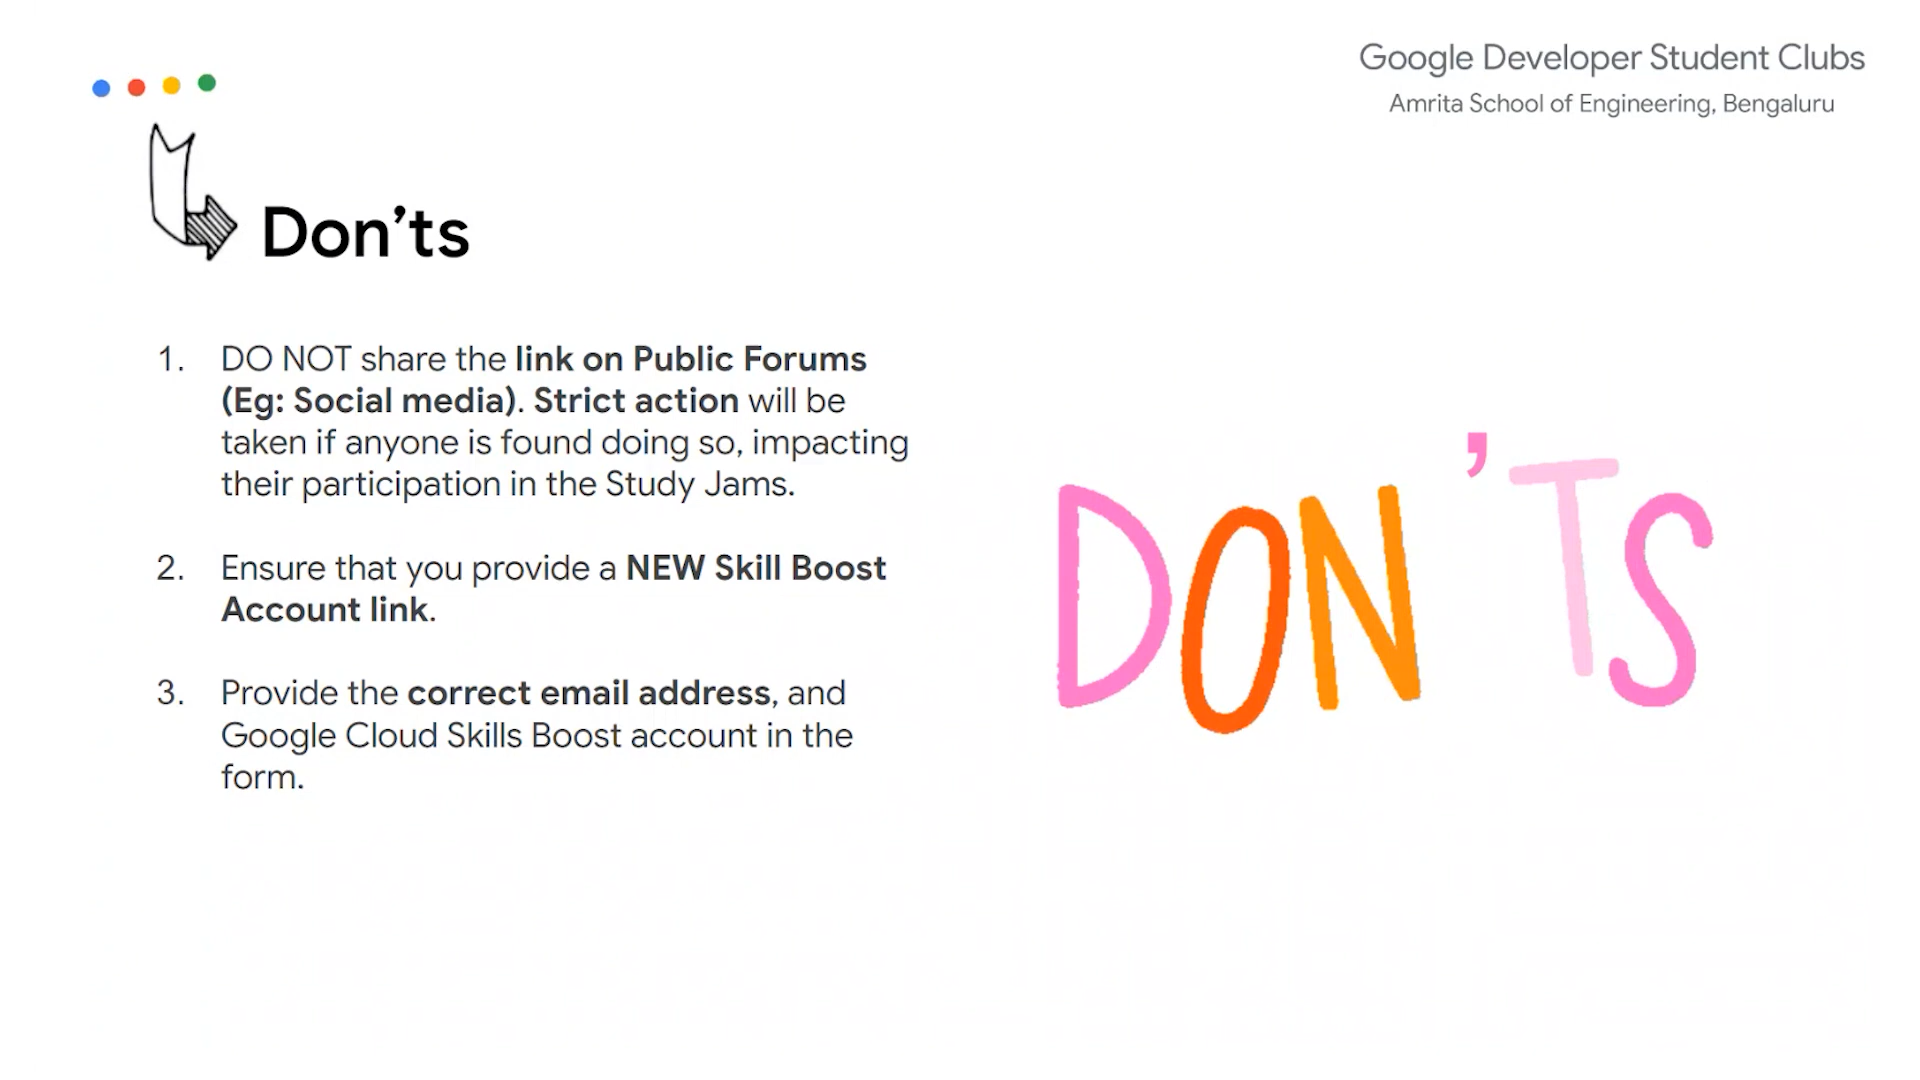 Google Developer Student Clubs
Amrita School of Engineering, Bengaluru
Don’ts
1. DO NOT share the link on Public Forums
(Eg: Social media). Strict action will be
taken if anyone is found doing so, impacting
their participation in the Study Jams.
2. Ensure that you provide a NEW Skill Boost
Account link.
3. Provide the correct email address, and
Google Cloud Skills Boost account in the
form.
DON’TS